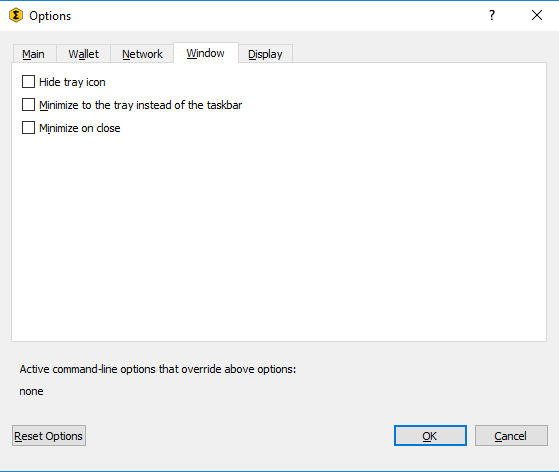 Options
Main Wallet Network Window Display
Hide tray icon
Minimize to the tray instead of the taskbar
Minimize on close
Active command-line options that override above options:
none
Reset Options OK Cancel